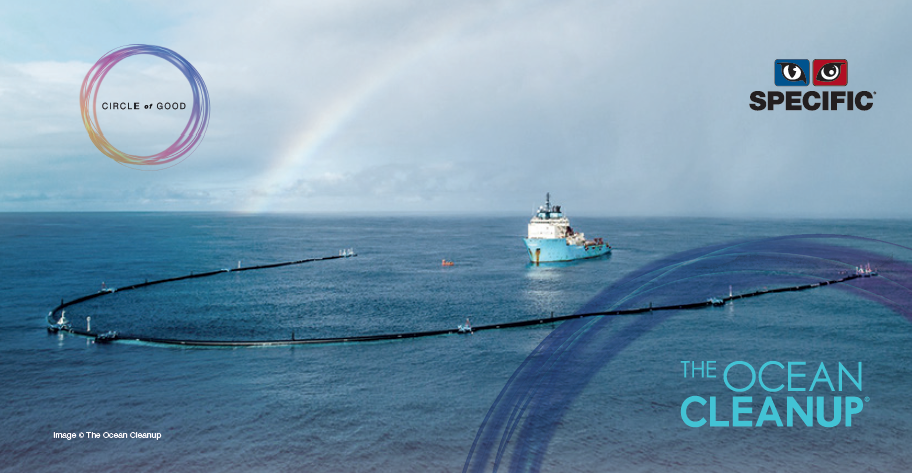 CIRCLE of GOOD
SPECIFIC
THE OCEAN
CLEANUP®
Image © The Ocean Cleanup